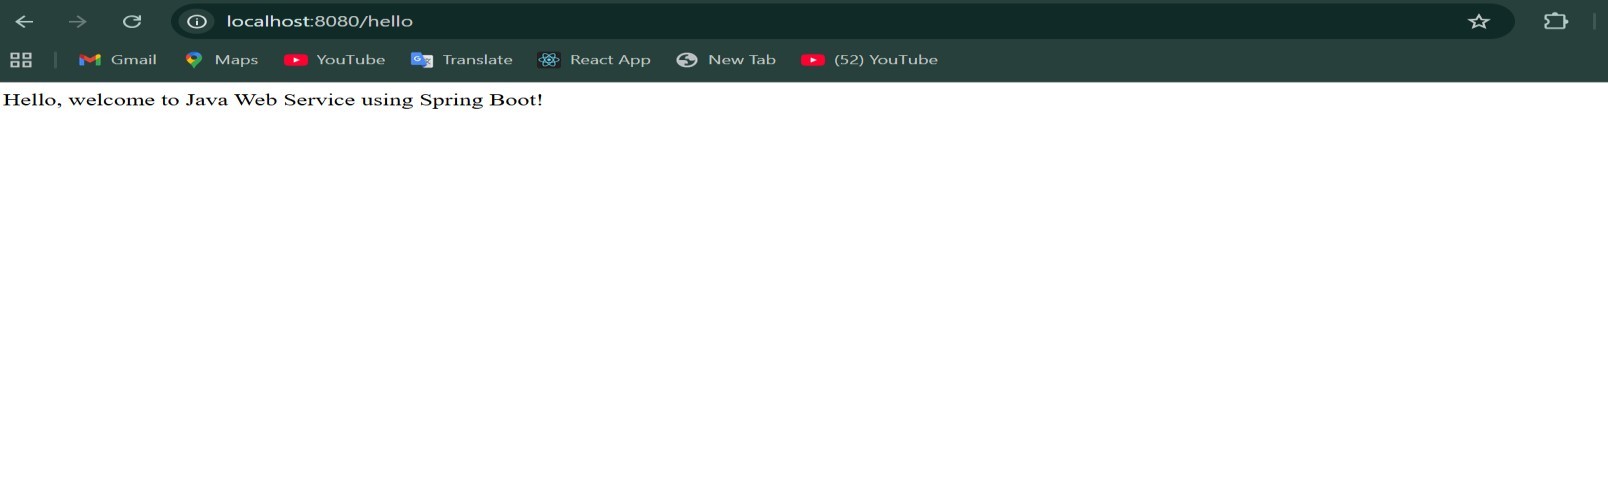 localhost:8080/hello
Gmail Maps YouTube Translate React App New Tab (52) YouTube
Hello, welcome to Java Web Service using Spring Boot!